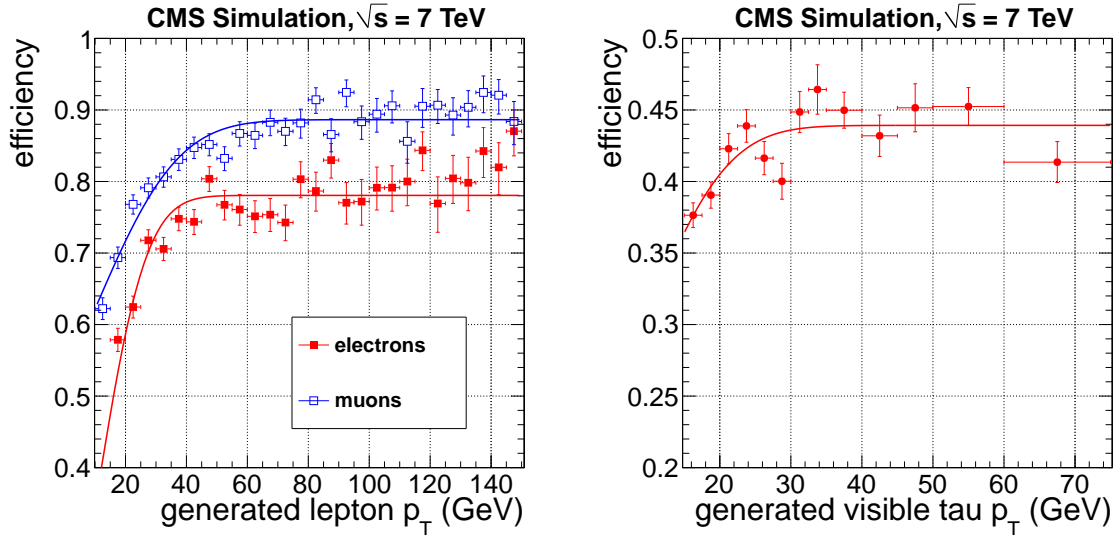 CMS Simulation, √s = 7 TeV
efficiency
1
0.9
0.8
0.7
0.6
0.5
0.4
electrons
muons
20 40 60 80 100 120 140
generated lepton p_T (GeV)
CMS Simulation, √s = 7 TeV
efficiency
0.5
0.45
0.4
0.35
0.3
0.25
0.2
20 30 40 50 60 70
generated visible tau p_T (GeV)